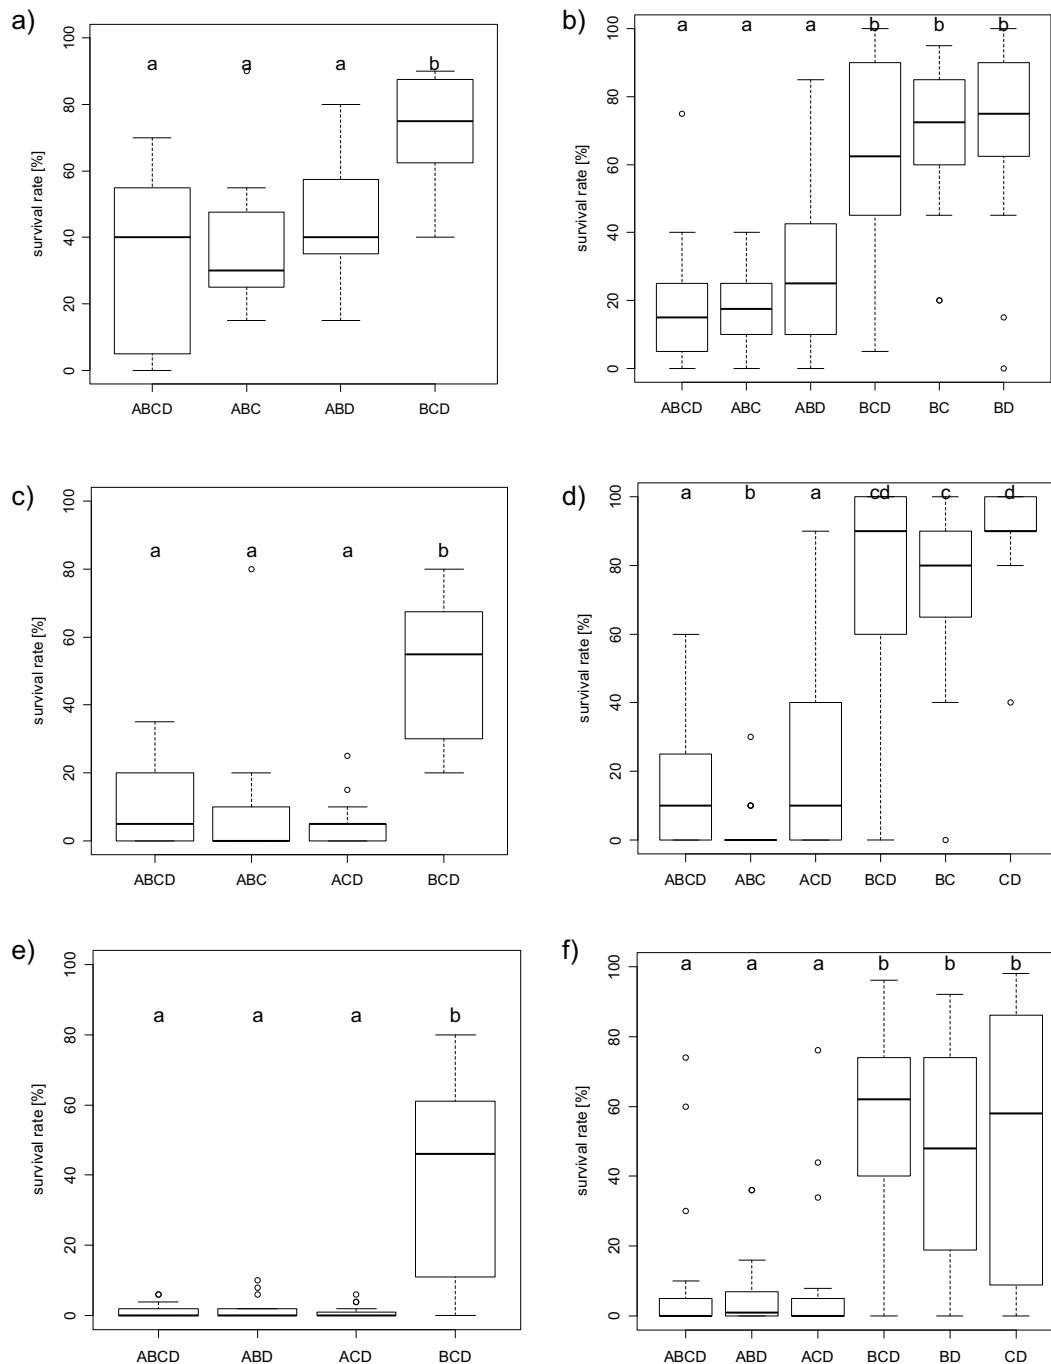 a)
survival rate [%]
0 20 40 60 80 100
a a a b
ABCD ABC ABD BCD
b)
survival rate [%]
0 20 40 60 80 100
a a a b b b
ABCD ABC ABD BCD BC BD
c)
survival rate [%]
0 20 40 60 80 100
a a a b
ABCD ABC ACD BCD
d)
survival rate [%]
0 20 40 60 80 100
a b a cd c d
ABCD ABC ACD BCD BC CD
e)
survival rate [%]
0 20 40 60 80 100
a a a b
ABCD ABD ACD BCD
f)
survival rate [%]
0 20 40 60 80 100
a a a b b b
ABCD ABD ACD BCD BD CD